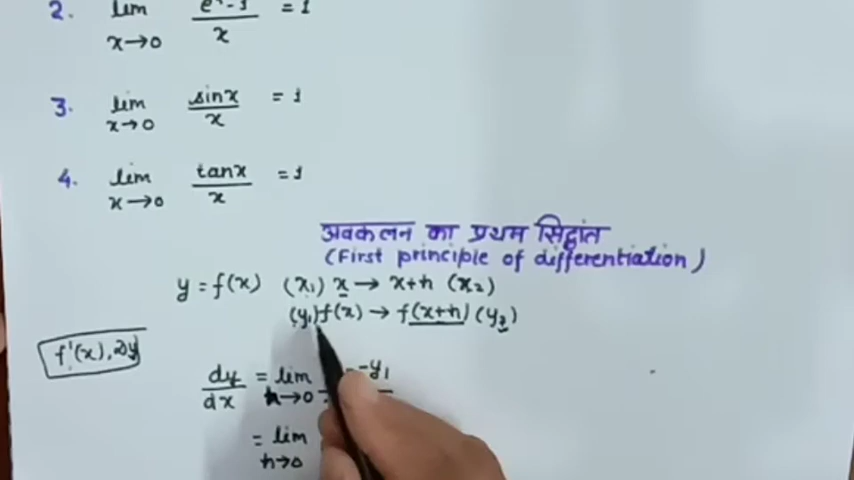 2. lim e^x-1 = 1
x→0 x
3. lim sinx = 1
x→0 x
4. lim tanx = 1
x→0 x
अवकलन का प्रथम सिद्धांत
(First principle of differentiation)
y = f(x) (x₁) x → x+h (x₂)
(y₁) f(x) → f(x+h) (y₂)
f'(x), Dy
dy = lim -y₁
dx h→0
= lim
h→0